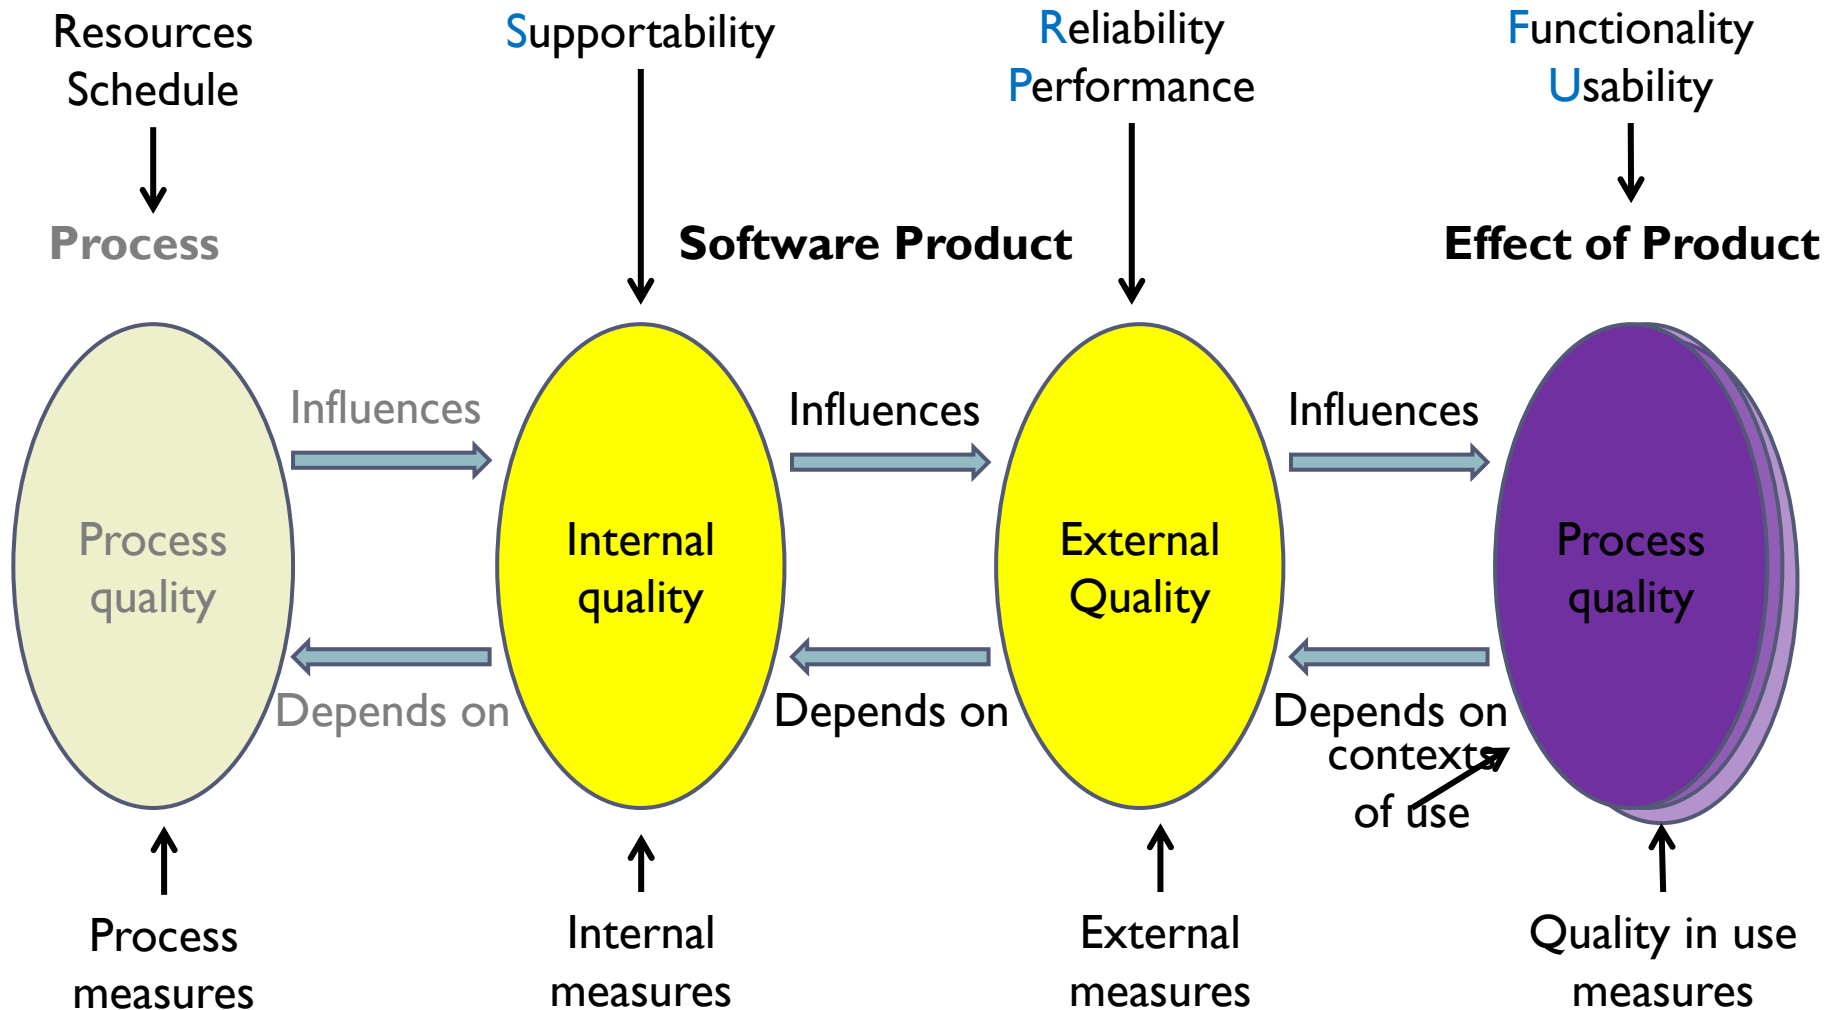 Resources
Schedule
Supportability
Reliability
Performance
Functionality
Usability
Process
Software Product
Effect of Product
Influences
Influences
Influences
Process
quality
Internal
quality
External
Quality
Process
quality
Depends on
Depends on
Depends on
contexts
of use
Process
measures
Internal
measures
External
measures
Quality in use
measures